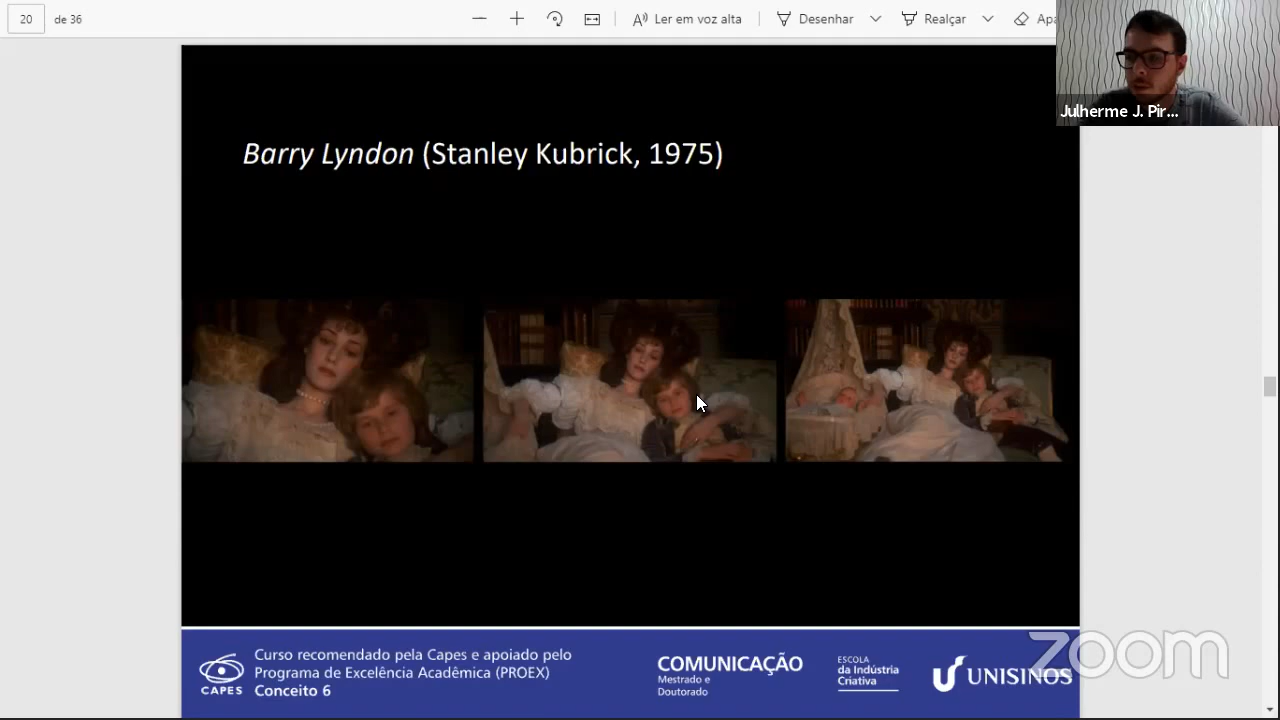 20 de 36 Ler em voz alta Desenhar Realçar Apa
Julherme J. Pir...
Barry Lyndon (Stanley Kubrick, 1975)
Curso recomendado pela Capes e apoiado pelo
Programa de Excelência Acadêmica (PROEX)
Conceito 6
CAPES
COMUNICAÇÃO
Mestrado e
Doutorado
ESCOLA
da Indústria
Criativa
UNISINOS
zoom